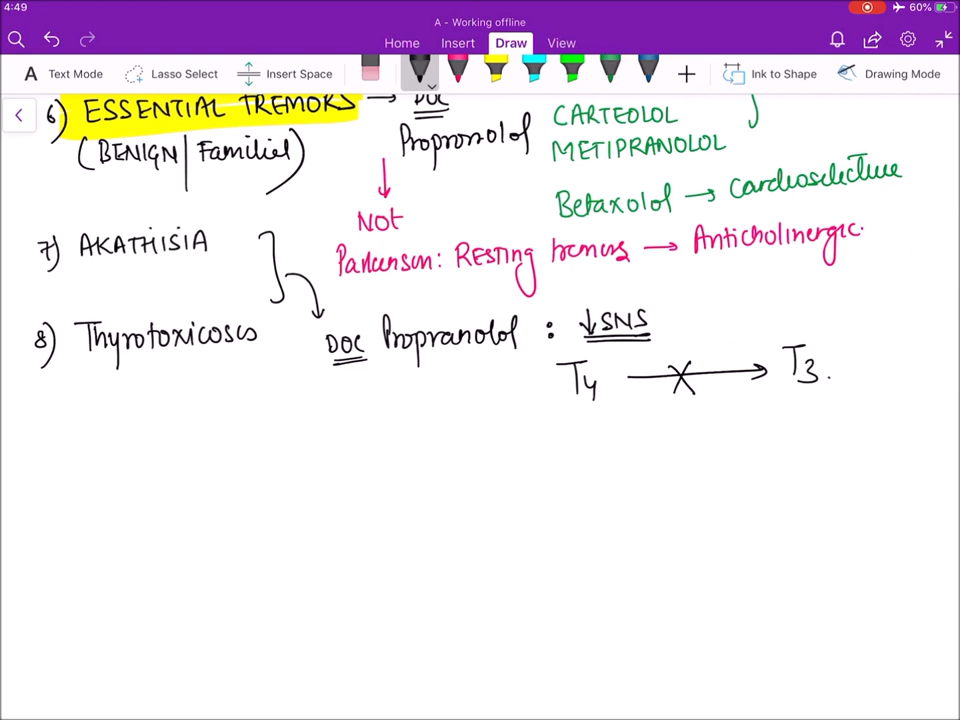 4:49
60%
A - Working offline
Home Insert Draw View
A Text Mode Lasso Select Insert Space Ink to Shape Drawing Mode
6) ESSENTIAL TREMORS → DOC
(BENIGN | Familiel)
Propronolol
CARTEOLOL
METIPRANOLOL
Betaxolol → cardioselective
NOT
Parkinson: RESTING tremors → Anticholinergic
7) AKATHISIA
8) Thyrotoxicosis
DOC Propranolol : ↓SNS
T4 → T3.